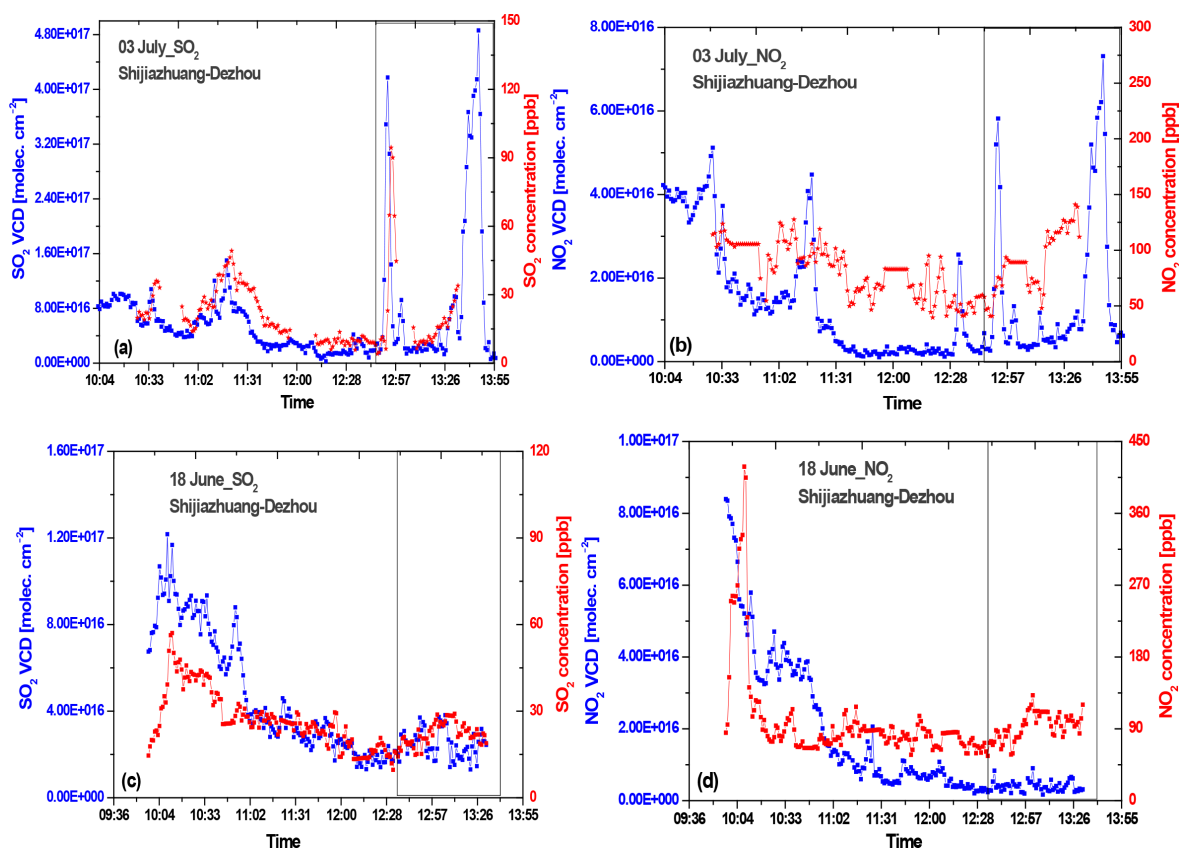 03 July_SO₂
Shijiazhuang-Dezhou
(a)
SO₂ VCD [molec. cm⁻²]
4.80E+017
4.00E+017
3.20E+017
2.40E+017
1.60E+017
8.00E+016
0.00E+000
SO₂ concentration [ppb]
150
120
90
60
30
0
10:04 10:33 11:02 11:31 12:00 12:28 12:57 13:26 13:55
Time
03 July_NO₂
Shijiazhuang-Dezhou
(b)
NO₂ VCD [molec. cm⁻²]
8.00E+016
6.00E+016
4.00E+016
2.00E+016
0.00E+000
NO₂ concentration [ppb]
300
250
200
150
100
50
0
10:04 10:33 11:02 11:31 12:00 12:28 12:57 13:26 13:55
Time
18 June_SO₂
Shijiazhuang-Dezhou
(c)
SO₂ VCD [molec. cm⁻²]
1.60E+017
1.20E+017
8.00E+016
4.00E+016
0.00E+000
SO₂ concentration [ppb]
120
90
60
30
0
09:36 10:04 10:33 11:02 11:31 12:00 12:28 12:57 13:26 13:55
Time
18 June_NO₂
Shijiazhuang-Dezhou
(d)
NO₂ VCD [molec. cm⁻²]
1.00E+017
8.00E+016
6.00E+016
4.00E+016
2.00E+016
0.00E+000
NO₂ concentration [ppb]
450
360
270
180
90
0
09:36 10:04 10:33 11:02 11:31 12:00 12:28 12:57 13:26 13:55
Time